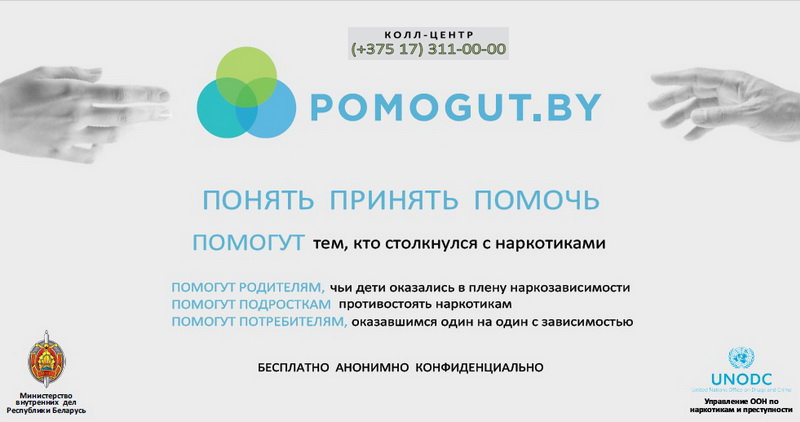 КОЛЛ-ЦЕНТР
(+375 17) 311-00-00
POMOGUT.BY
ПОНЯТЬ ПРИНЯТЬ ПОМОЧЬ
ПОМОГУТ тем, кто столкнулся с наркотиками
ПОМОГУТ РОДИТЕЛЯМ, чьи дети оказались в плену наркозависимости
ПОМОГУТ ПОДРОСТКАМ противостоять наркотикам
ПОМОГУТ ПОТРЕБИТЕЛЯМ, оказавшимся один на один с зависимостью
БЕСПЛАТНО АНОНИМНО КОНФИДЕНЦИАЛЬНО
Министерство
внутренних дел
Республики Беларусь
UNODC
United Nations Office on Drugs and Crime
Управление ООН по
наркотикам и преступности